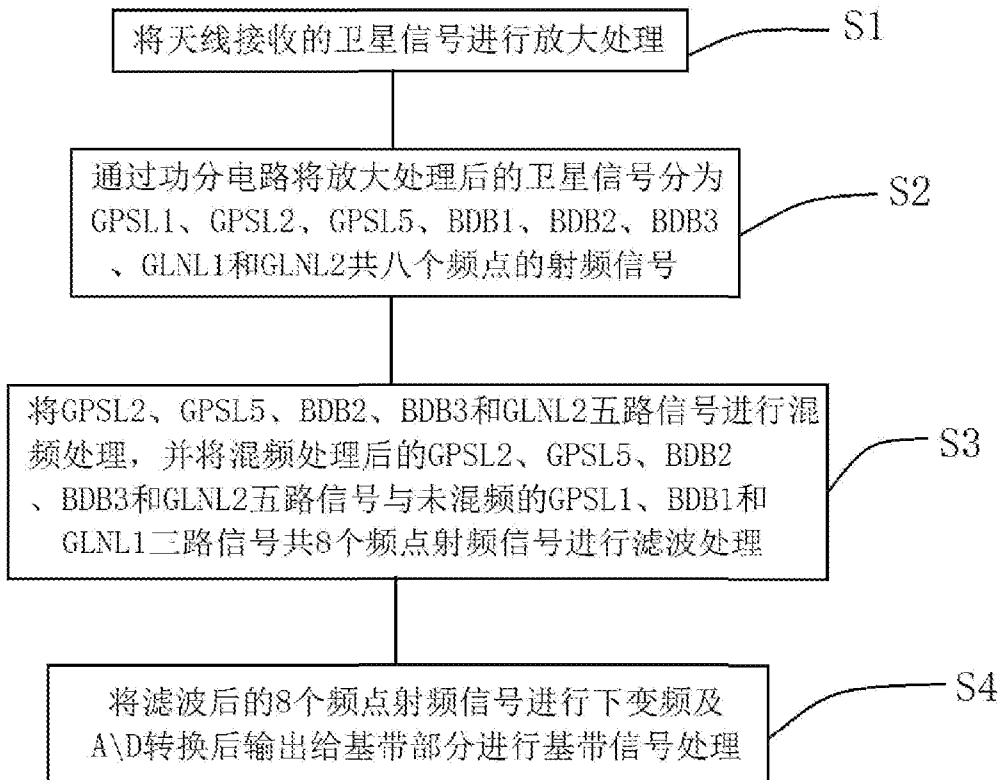 将天线接收的卫星信号进行放大处理
S1
通过功分电路将放大处理后的卫星信号分为
GPSL1、GPSL2、GPSL5、BDB1、BDB2、BDB3
、GLNL1和GLNL2共八个频点的射频信号
S2
将GPSL2、GPSL5、BDB2、BDB3和GLNL2五路信号进行混
频处理，并将混频处理后的GPSL2、GPSL5、BDB2
、BDB3和GLNL2五路信号与未混频的GPSL1、BDB1和
GLNL1三路信号共8个频点射频信号进行滤波处理
S3
将滤波后的8个频点射频信号进行下变频及
A\D转换后输出给基带部分进行基带信号处理
S4